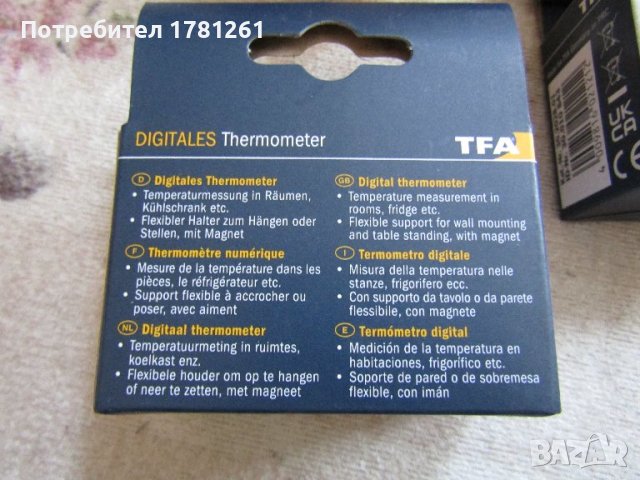 Потребител 1781261
DIGITALES Thermometer
TFA
D Digitales Thermometer
• Temperaturmessung in Räumen,
Kühlschrank etc.
• Flexibler Halter zum Hängen oder
Stellen, mit Magnet
F Thermomètre numérique
• Mesure de la température dans les
pièces, le réfrigérateur etc.
• Support flexible à accrocher ou
poser, avec aimant
NL Digitaal thermometer
• Temperatuurmeting in ruimtes,
koelkast enz.
• Flexibele houder om op te hangen
of neer te zetten, met magneet
GB Digital thermometer
• Temperature measurement in
rooms, fridge etc.
• Flexible support for wall mounting
and table standing, with magnet
I Termometro digitale
• Misura della temperatura nelle
stanze, frigorifero ecc.
• Con supporto da tavolo o da parete
flessibile, con magnete
E Termómetro digital
• Medición de la temperatura en
habitaciones, frigorífico etc.
• Soporte de pared o de sobremesa
flexible, con imán
UK
CA
CE
BAZAR